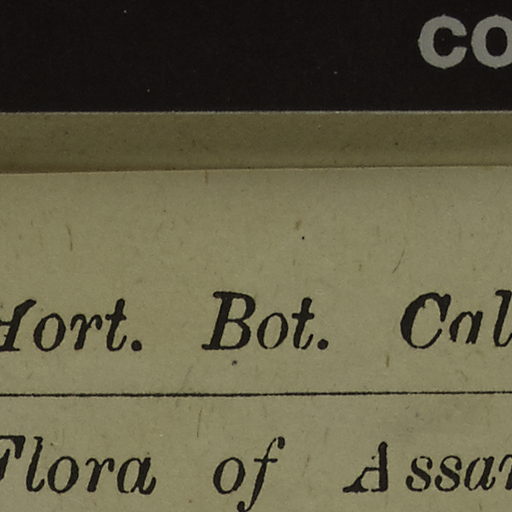 CO
Hort. Bot. Cal
Flora of Assa